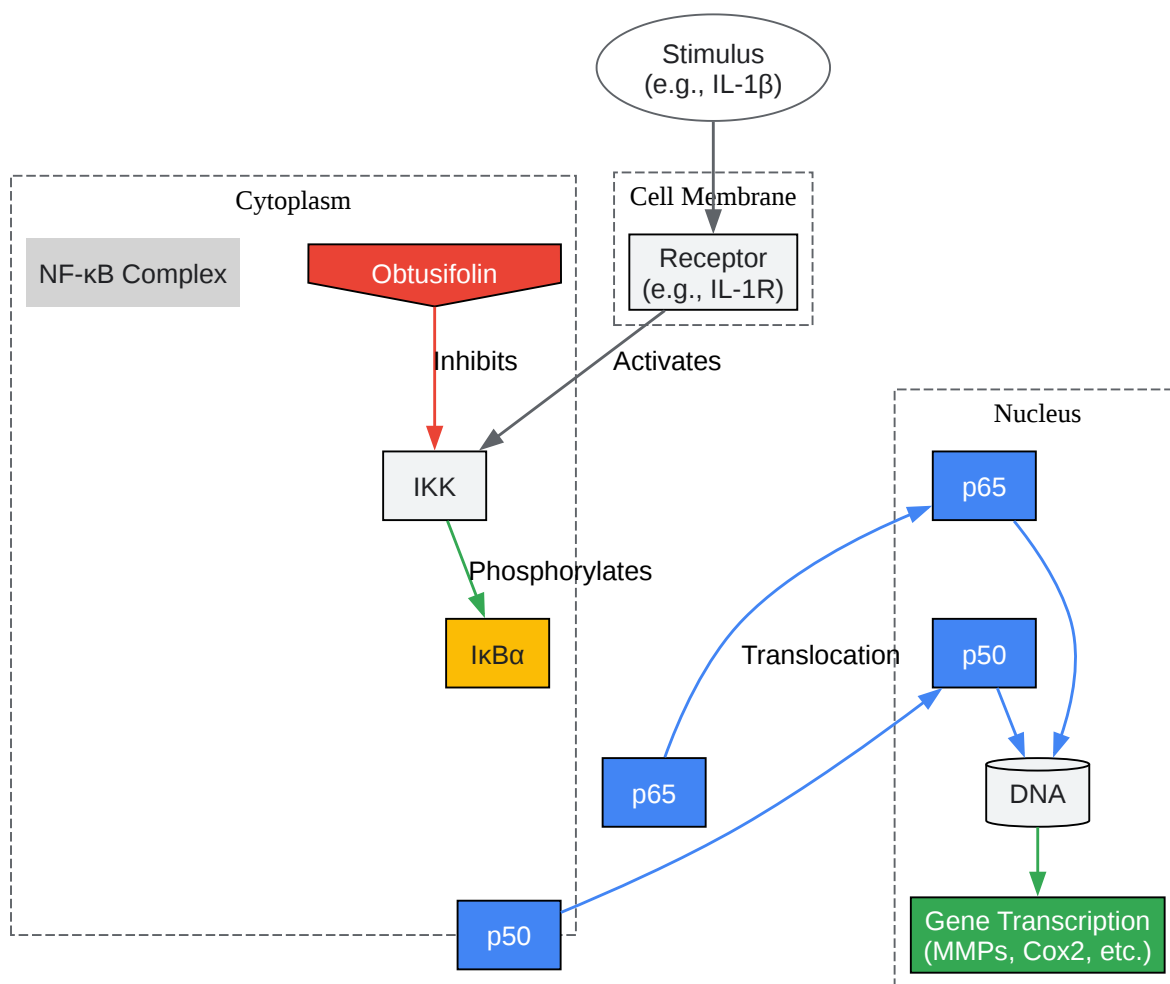 Stimulus
(e.g., IL-1β)
Cytoplasm
Cell Membrane
NF-κB Complex
Obtusifolin
Receptor
(e.g., IL-1R)
Inhibits
Activates
Nucleus
IKK
p65
Phosphorylates
IκBα
Translocation
p50
p65
DNA
p50
Gene Transcription
(MMPs, Cox2, etc.)